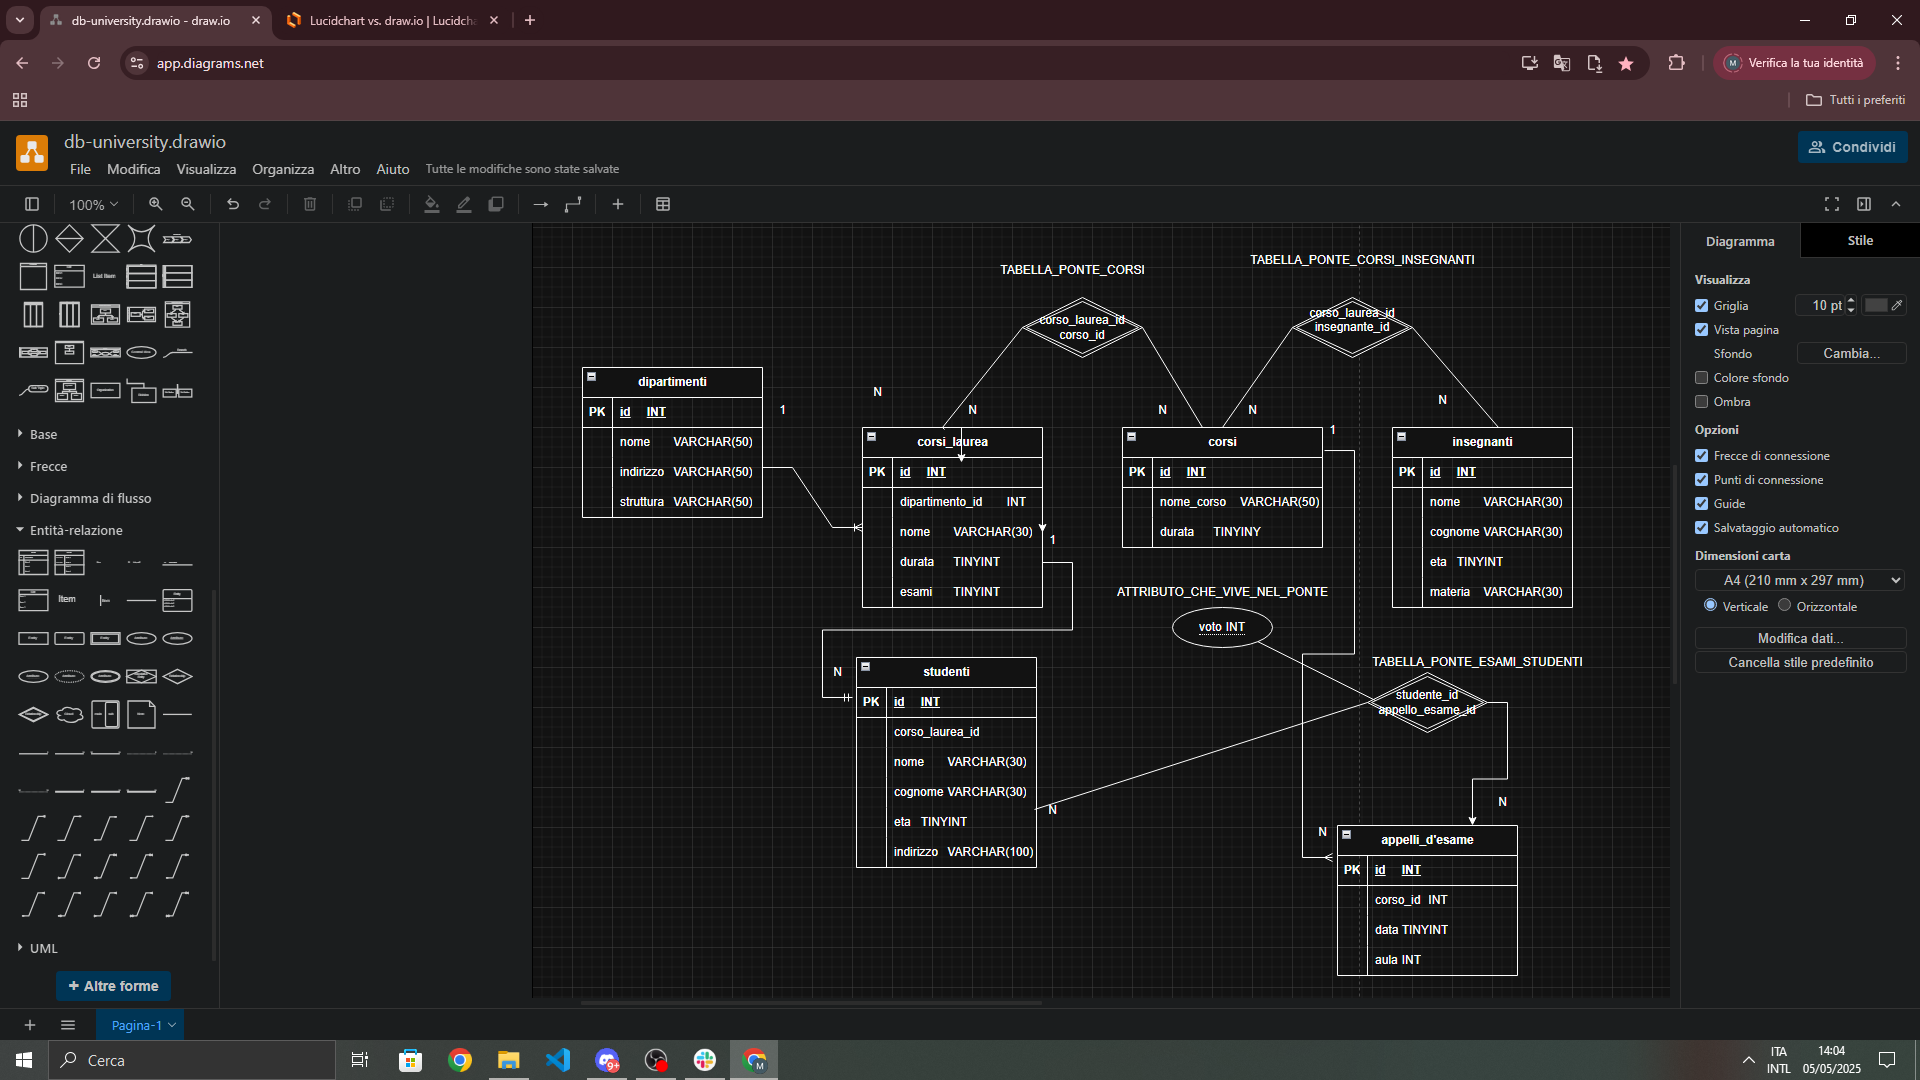 db-university.drawio - draw.io
Lucidchart vs. draw.io | Lucidcha
app.diagrams.net
M Verifica la tua identità
Tutti i preferiti
db-university.drawio
File Modifica Visualizza Organizza Altro Aiuto Tutte le modifiche sono state salvate
Condividi
100%
Diagramma
Stile
List Item
Base
Frecce
Diagramma di flusso
Entità-relazione
Item
UML
+ Altre forme
TABELLA_PONTE_CORSI
TABELLA_PONTE_CORSI_INSEGNANTI
corso_laurea_id
corso_id
corso_laurea_id
insegnante_id
dipartimenti
PK id INT
nome VARCHAR(50)
indirizzo VARCHAR(50)
struttura VARCHAR(50)
1
N
N
N
N
N
1
corsi_laurea
PK id INT
dipartimento_id INT
nome VARCHAR(30)
durata TINYINT
esami TINYINT
1
corsi
PK id INT
nome_corso VARCHAR(50)
durata TINYINY
insegnanti
PK id INT
nome VARCHAR(30)
cognome VARCHAR(30)
eta TINYINT
materia VARCHAR(30)
ATTRIBUTO_CHE_VIVE_NEL_PONTE
voto INT
TABELLA_PONTE_ESAMI_STUDENTI
studente_id
appello_esame_id
N
studenti
PK id INT
corso_laurea_id
nome VARCHAR(30)
cognome VARCHAR(30)
eta TINYINT
indirizzo VARCHAR(100)
N
N
N
appelli_d'esame
PK id INT
corso_id INT
data TINYINT
aula INT
Visualizza
Griglia 10 pt
Vista pagina
Sfondo Cambia...
Colore sfondo
Ombra
Opzioni
Frecce di connessione
Punti di connessione
Guide
Salvataggio automatico
Dimensioni carta
A4 (210 mm x 297 mm)
Verticale Orizzontale
Modifica dati...
Cancella stile predefinito
Pagina-1
Cerca
9+
M
ITA
INTL
14:04
05/05/2025